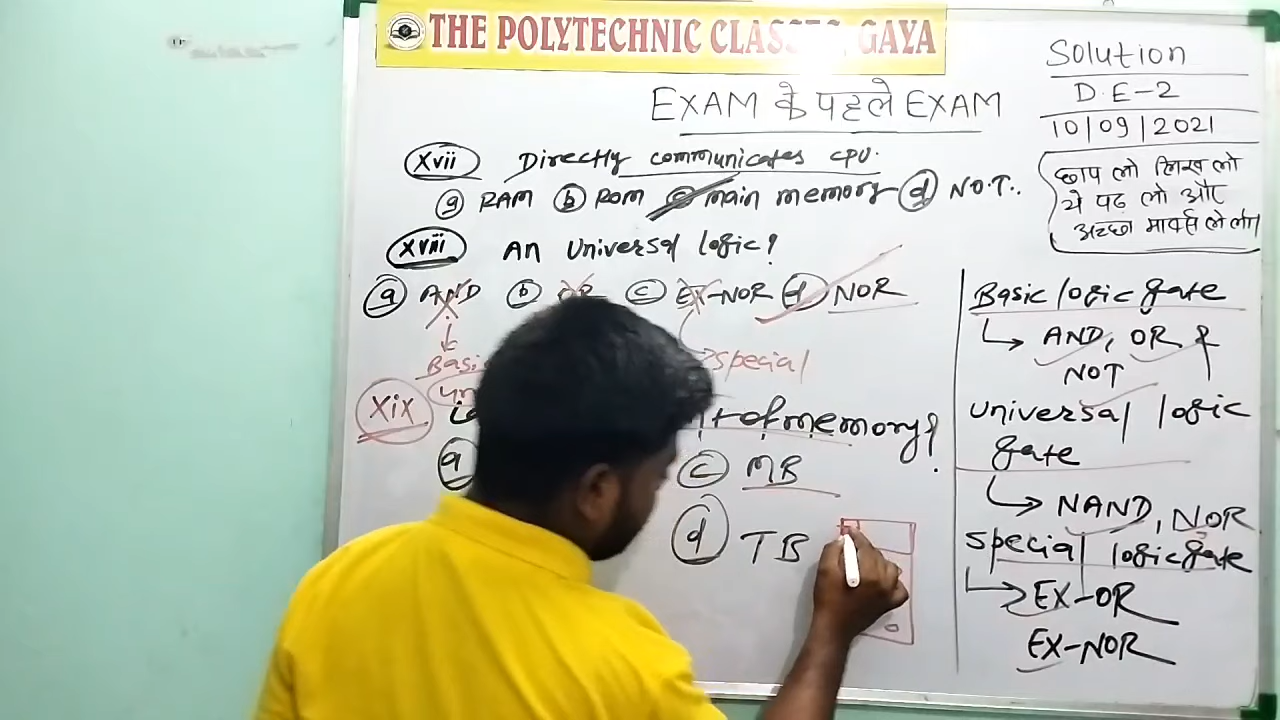 THE POLYTECHNIC CLASSES, GAYA
EXAM के पहले EXAM
Solution
D.E-2
10/09/2021
छाप लो लिख लो
ये पढ़ लो और
अच्छा मार्क्स ले लो
xvii Directly communicates CPU.
a RAM b ROM c main memory d N.O.T..
xviii An Universal logic?
a AND b OR c EX-NOR d NOR
special
xix of memory?
a c MB
d TB
Basic logic gate
AND, OR &
NOT
universal logic
gate
NAND, NOR
special logic gate
EX-OR
EX-NOR